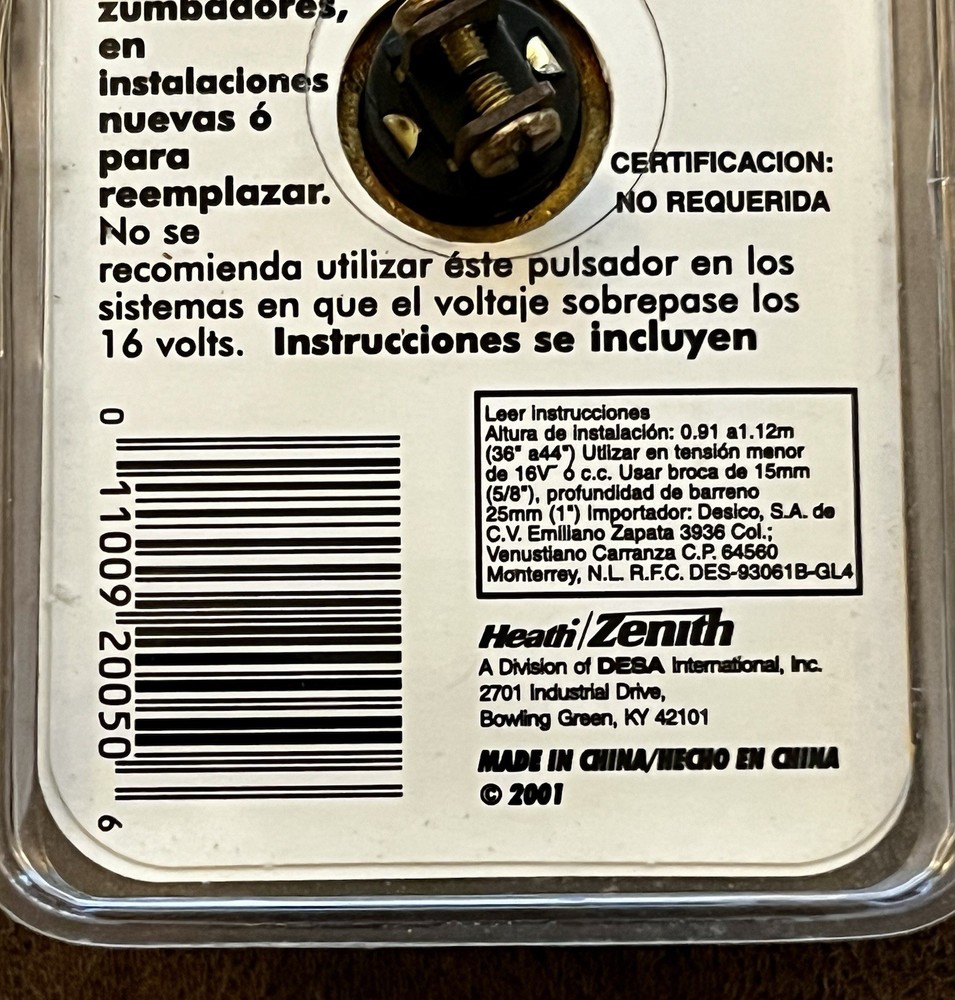 zumbadores,
en
instalaciones
nuevas ó
para
reemplazar.
No se
recomienda utilizar éste pulsador en los
sistemas en que el voltaje sobrepase los
16 volts. Instrucciones se incluyen
CERTIFICACION:
NO REQUERIDA
0 11009 20050 6
Leer instrucciones
Altura de instalación: 0.91 a1.12m
(36" a44") Utilizar en tensión menor
de 16V~ ó c.c. Usar broca de 15mm
(5/8"), profundidad de barreno
25mm (1") Importador: Desico, S.A. de
C.V. Emiliano Zapata 3936 Col.;
Venustiano Carranza C.P. 64560
Monterrey, N.L. R.F.C. DES-93061B-GL4
Heath/Zenith
A Division of DESA International, Inc.
2701 Industrial Drive,
Bowling Green, KY 42101
MADE IN CHINA/HECHO EN CHINA
© 2001